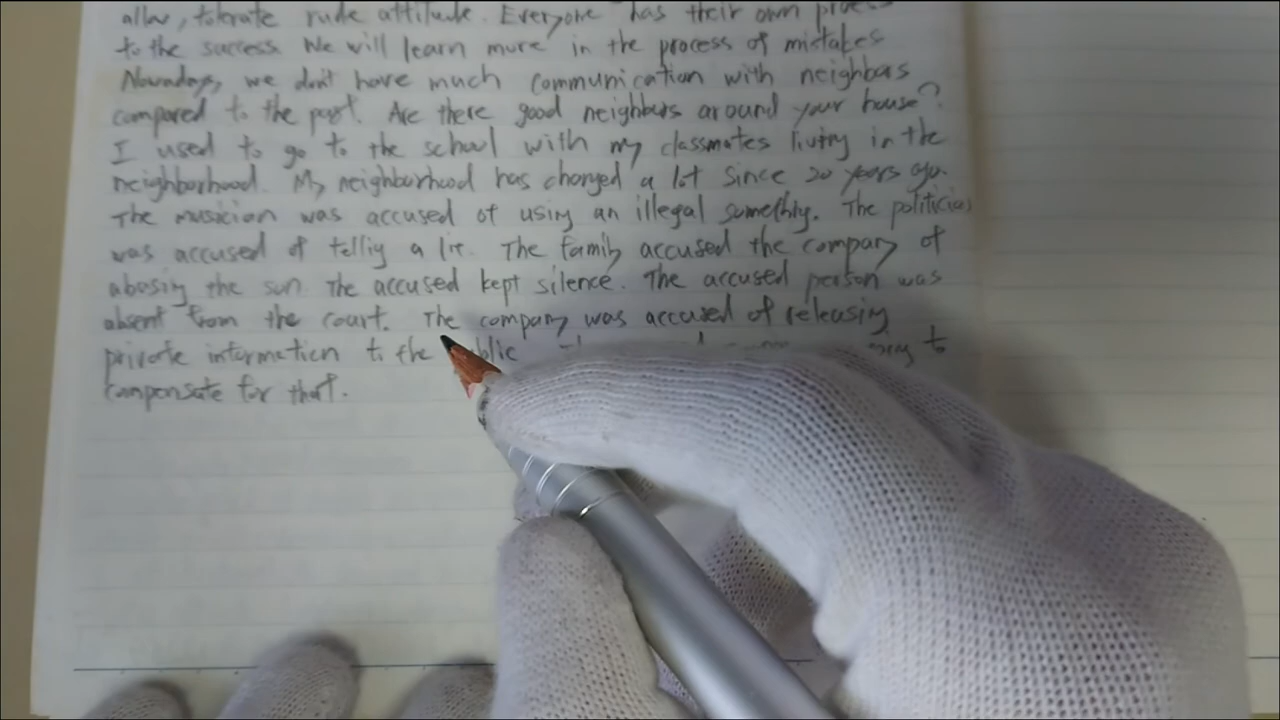 allow, tolerate rude attitude. Everyone has their own process
to the success. We will learn more in the process of mistakes
Nowadays, we don't have much communication with neighbors
compared to the past. Are there good neighbors around your house?
I used to go to the school with my classmates living in the
neighborhood. My neighborhood has changed a lot since 20 years ago.
The musician was accused of using an illegal something. The politician
was accused of telling a lie. The family accused the company of
abusing the son. The accused kept silence. The accused person was
absent from the court. The company was accused of releasing
private information to the to
compensate for that.